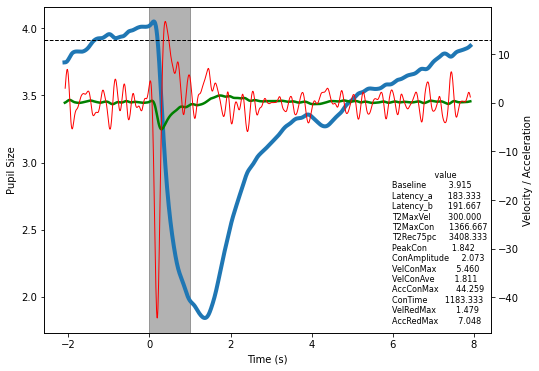 4.0
3.5
3.0
2.5
2.0
Pupil Size
−2
0
2
4
6
8
Time (s)
10
0
−10
−20
−30
−40
Velocity / Acceleration
value
Baseline 3.915
Latency_a 183.333
Latency_b 191.667
T2MaxVel 300.000
T2MaxCon 1366.667
T2Rec75pc 3408.333
PeakCon 1.842
ConAmplitude 2.073
VelConMax 5.460
VelConAve 1.811
AccConMax 44.259
ConTime 1183.333
VelRedMax 1.479
AccRedMax 7.048